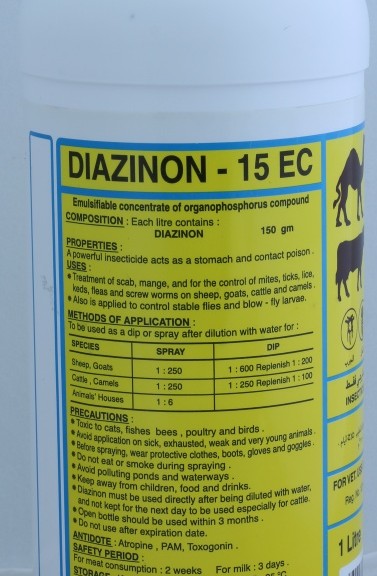 DIAZINON - 15 EC
Emulsifiable concentrate of organophosphorus compound
COMPOSITION : Each litre contains :
DIAZINON 150 gm
PROPERTIES :
A powerful insecticide acts as a stomach and contact poison.
USES :
• Treatment of scab, mange, and for the control of mites, ticks, lice,
keds, fleas and screw worms on sheep, goats, cattle and camels.
• Also is applied to control stable flies and blow - fly larvae.
METHODS OF APPLICATION :
To be used as a dip or spray after dilution with water for :
SPECIES SPRAY DIP
Sheep, Goats 1 : 250 1 : 600 Replenish 1 : 200
Cattle , Camels 1 : 250 1 : 250 Replenish 1 : 100
Animals' Houses 1 : 6
PRECAUTIONS :
• Toxic to cats, fishes bees , poultry and birds .
• Avoid application on sick, exhausted, weak and very young animals.
• Before spraying, wear protective clothes, boots, gloves and goggles.
• Do not eat or smoke during spraying .
• Avoid polluting ponds and waterways .
• Keep away from children, food and drinks.
• Diazinon must be used directly after being diluted with water,
and not kept for the next day to be used especially for cattle.
• Open bottle should be used within 3 months .
• Do not use after expiration date.
ANTIDOTE : Atropine , PAM, Toxogonin .
SAFETY PERIOD :
For meat consumption : 2 weeks For milk : 3 days .
INSEC
FOR VET US
Reg. No.
1 Litre